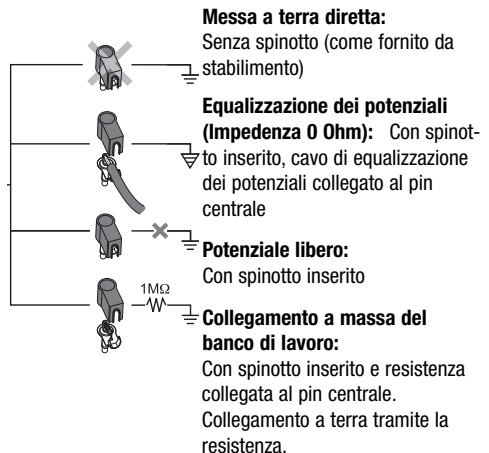 Messa a terra diretta:
Senza spinotto (come fornito da
stabilimento)
Equalizzazione dei potenziali
(Impedenza 0 Ohm): Con spinot-
to inserito, cavo di equalizzazione
dei potenziali collegato al pin
centrale
Potenziale libero:
Con spinotto inserito
1MΩ
Collegamento a massa del
banco di lavoro:
Con spinotto inserito e resistenza
collegata al pin centrale.
Collegamento a terra tramite la
resistenza.